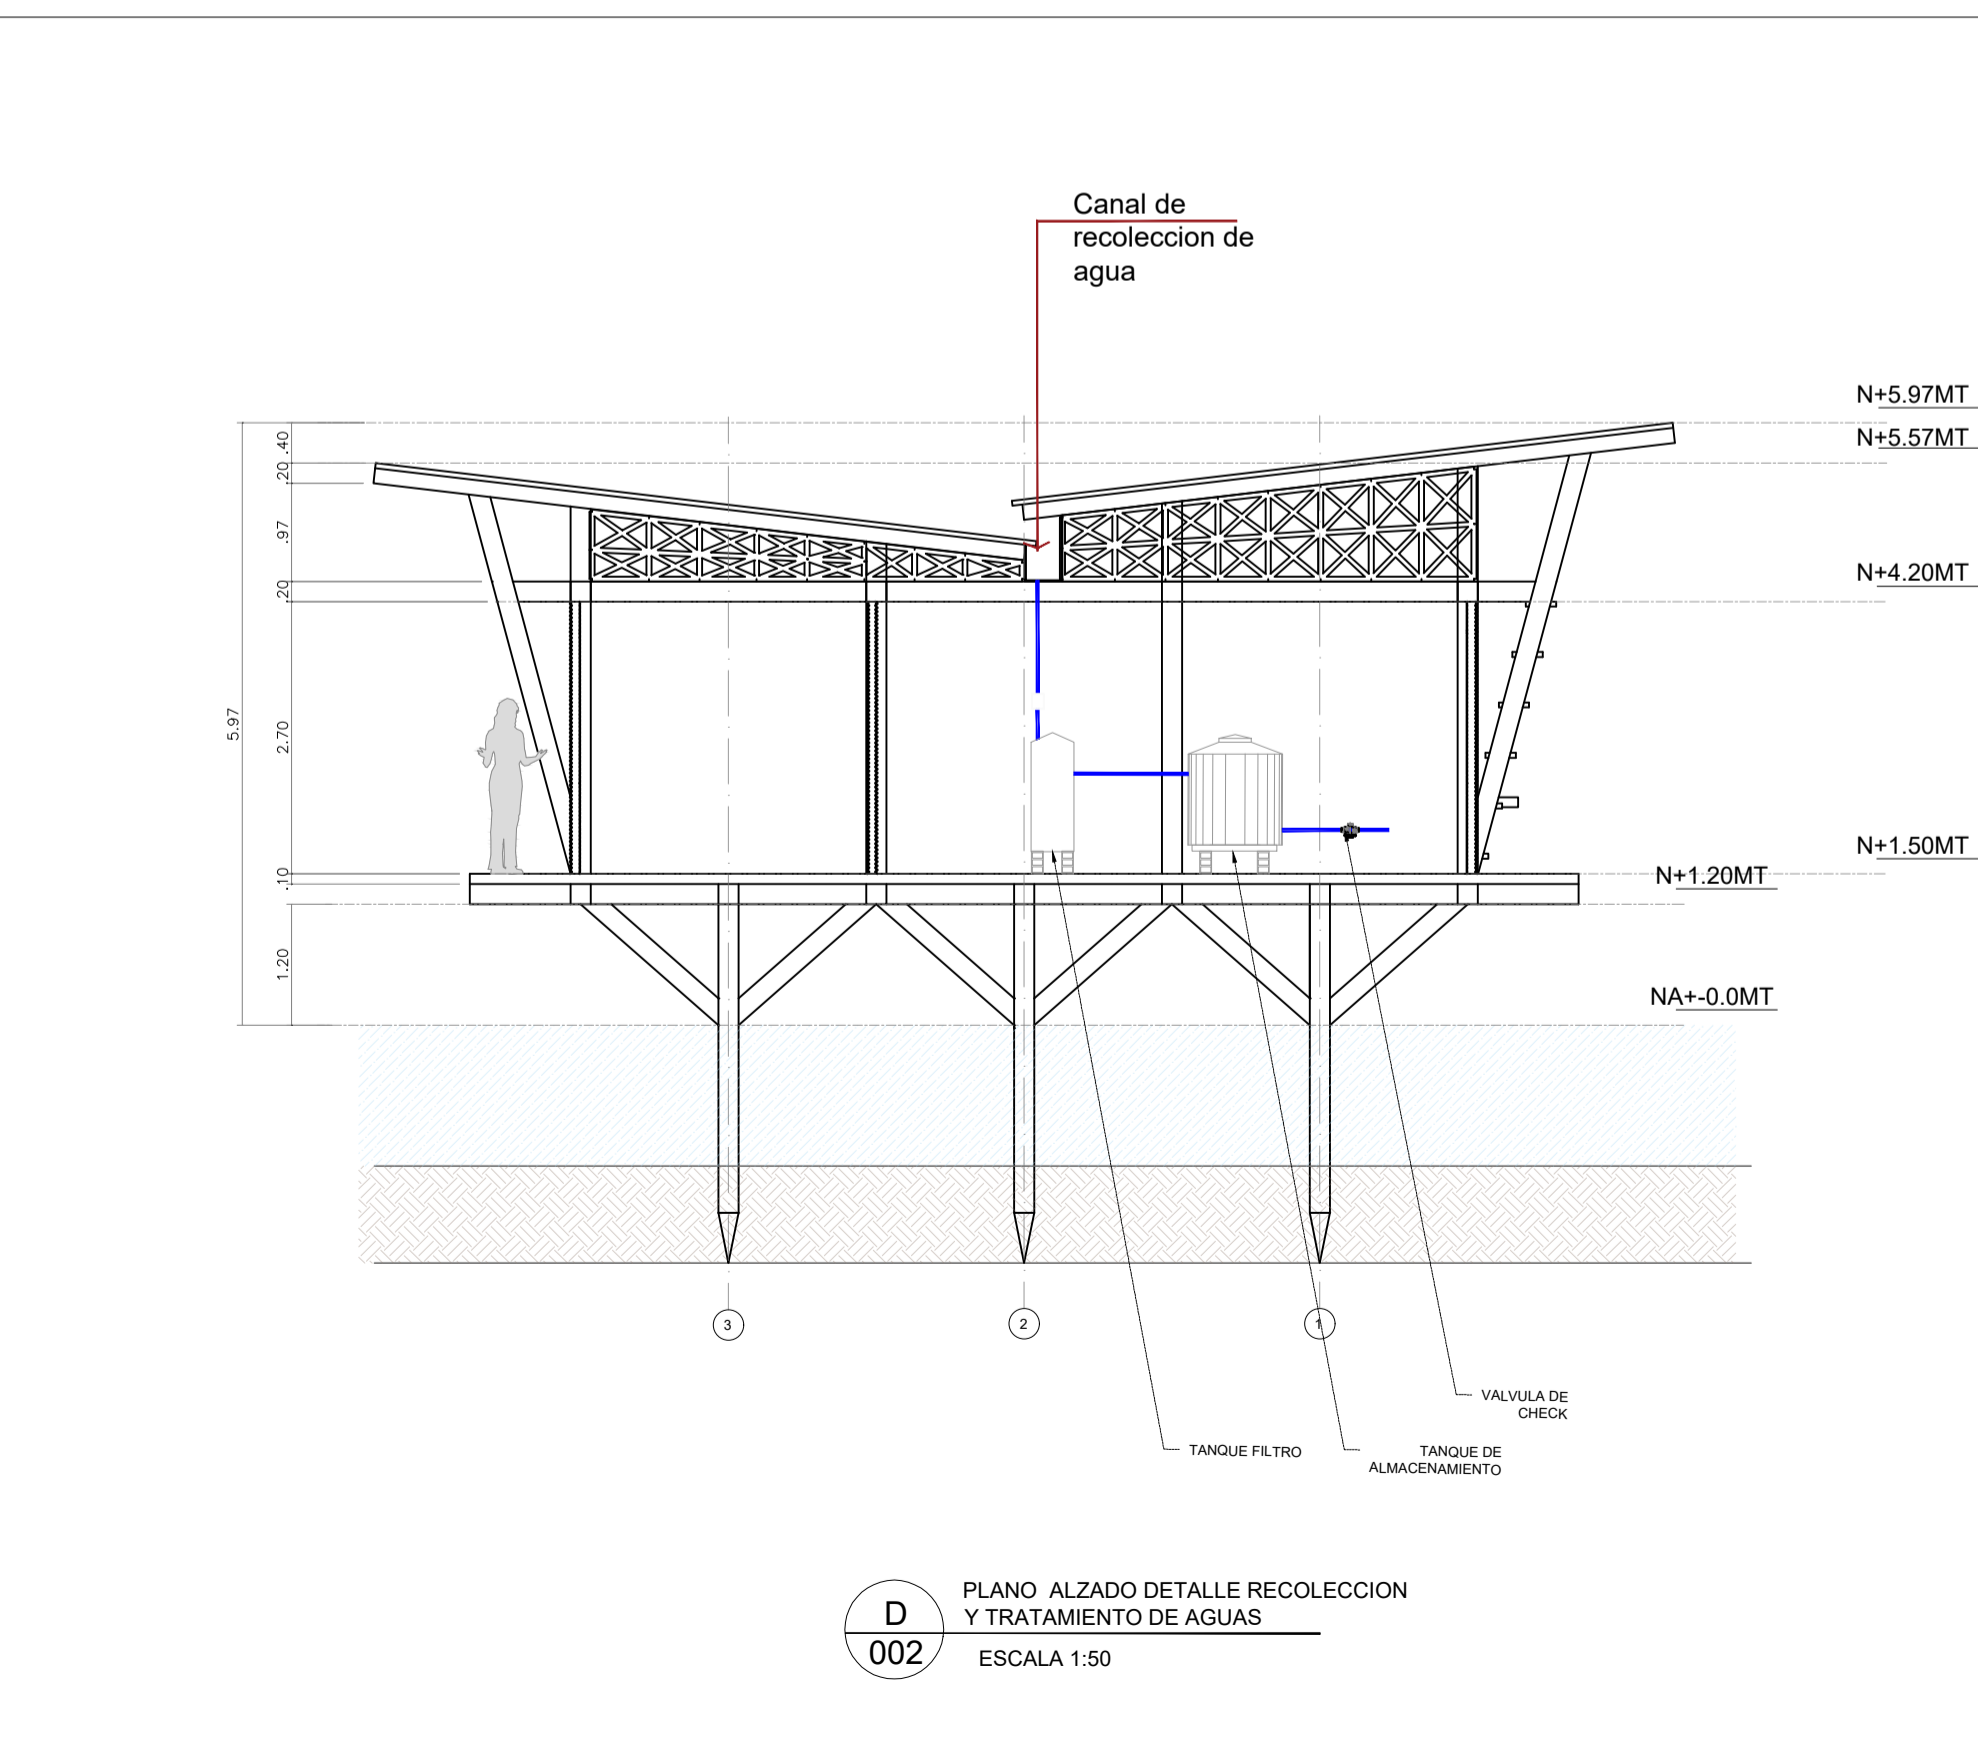 Canal de
recoleccion de
agua
N+5.97MT
N+5.57MT
N+4.20MT
N+1.50MT
N+1.20MT
NA+-0.0MT
.40
.20
.97
.20
2.70
.10
1.20
5.97
3
2
1
VALVULA DE
CHECK
TANQUE FILTRO
TANQUE DE
ALMACENAMIENTO
D
002
PLANO ALZADO DETALLE RECOLECCION
Y TRATAMIENTO DE AGUAS
ESCALA 1:50